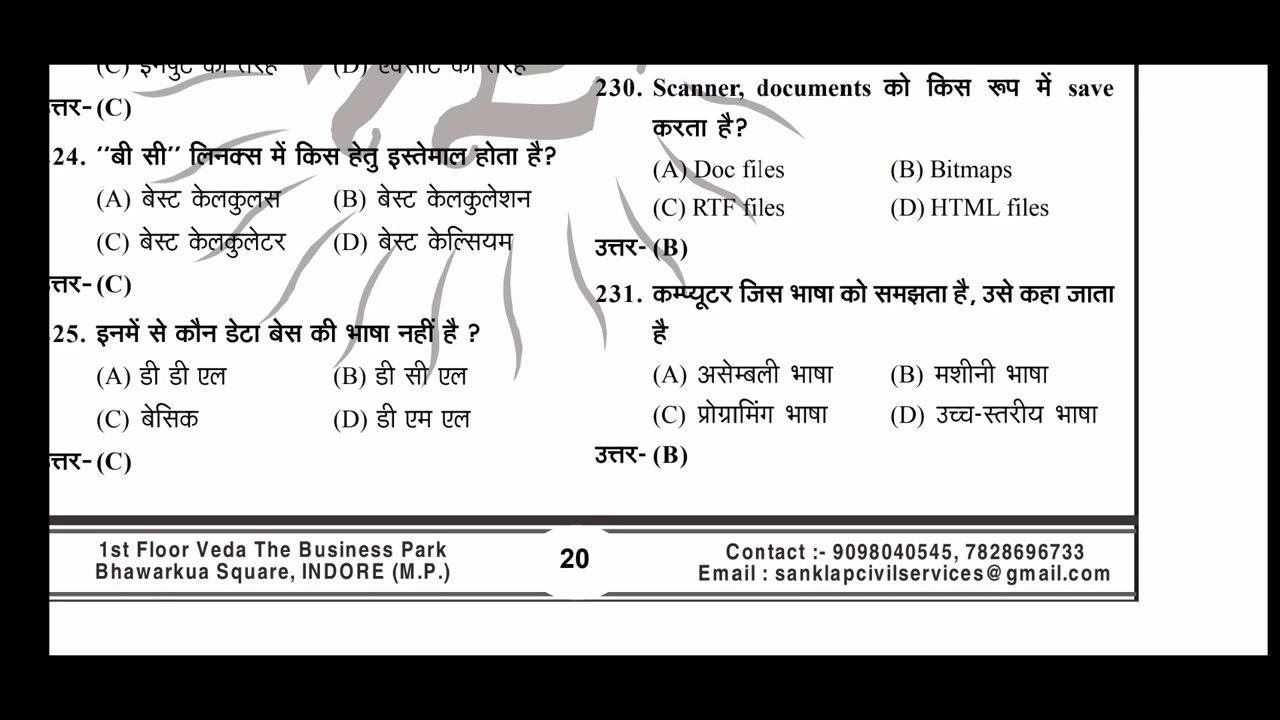 (C) इनपुट की तरह (D)
त्तर- (C)
24. ‘‘बी सी’’ लिनक्स में किस हेतु इस्तेमाल होता है?
(A) बेस्ट केलकुलस (B) बेस्ट केलकुलेशन
(C) बेस्ट केलकुलेटर (D) बेस्ट केल्सियम
त्तर- (C)
25. इनमें से कौन डेटा बेस की भाषा नहीं है ?
(A) डी डी एल (B) डी सी एल
(C) बेसिक (D) डी एम एल
त्तर- (C)
230. Scanner, documents को किस रूप में save
करता है?
(A) Doc files (B) Bitmaps
(C) RTF files (D) HTML files
उत्तर- (B)
231. कम्प्यूटर जिस भाषा को समझता है, उसे कहा जाता
है
(A) असेम्बली भाषा (B) मशीनी भाषा
(C) प्रोग्रामिंग भाषा (D) उच्च-स्तरीय भाषा
उत्तर- (B)
1st Floor Veda The Business Park
Bhawarkua Square, INDORE (M.P.)
20
Contact :- 9098040545, 7828696733
Email : sanklapcivilservices@gmail.com